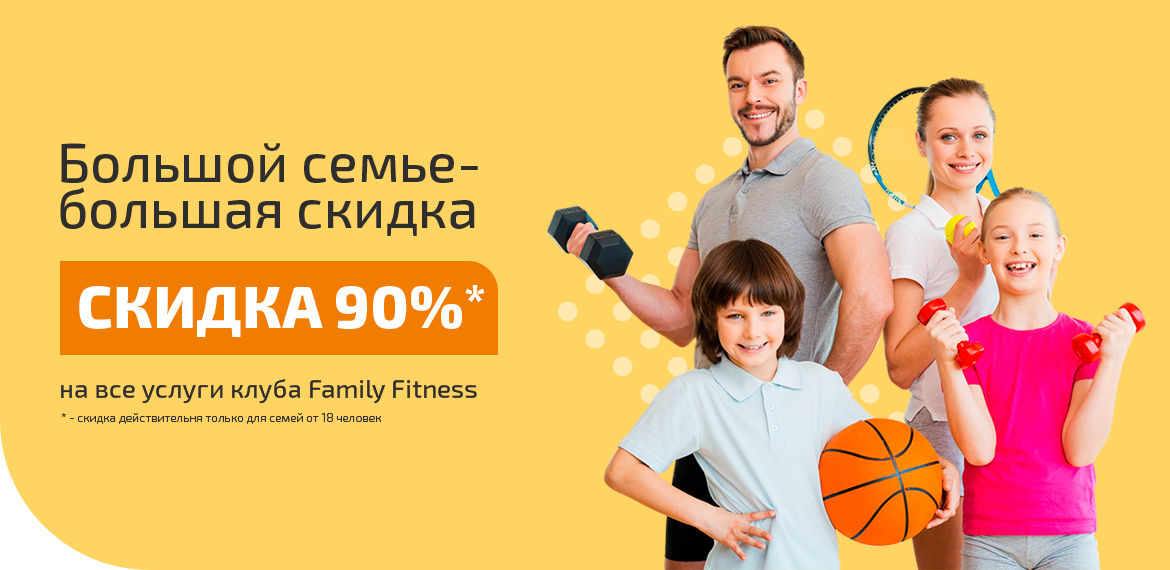 Большой семье-
большая скидка
СКИДКА 90%*
на все услуги клуба Family Fitness
* - скидка действительня только для семей от 18 человек